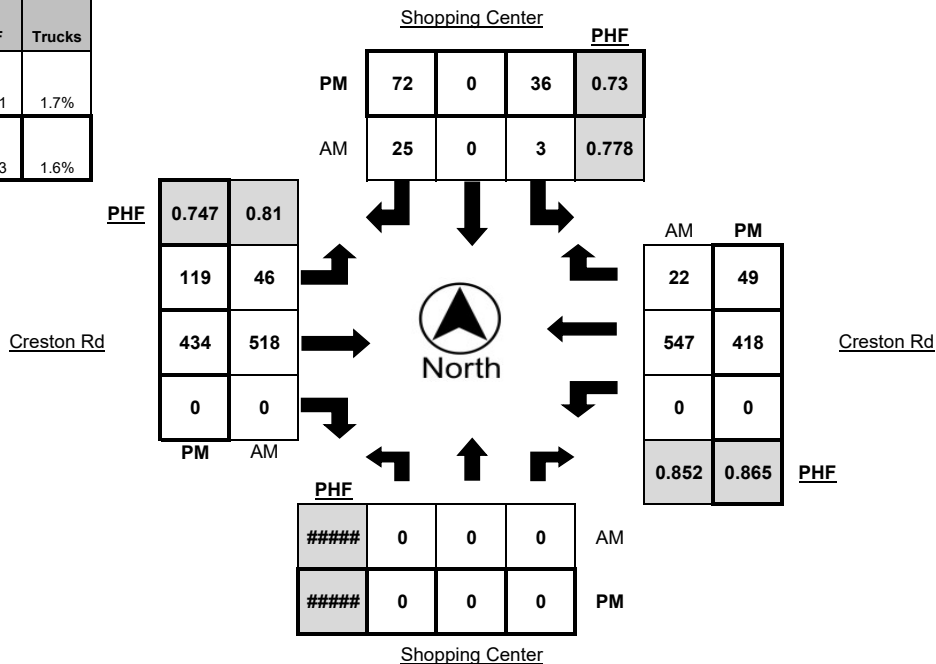 Shopping Center
PHF
Trucks
PM 72 0 36 0.73
1 1.7%
AM 25 0 3 0.778
3 1.6%
PHF 0.747 0.81
AM PM
119 46
22 49
Creston Rd 434 518
547 418 Creston Rd
North
0 0
0 0
PM AM
0.852 0.865 PHF
PHF
##### 0 0 0 AM
##### 0 0 0 PM
Shopping Center